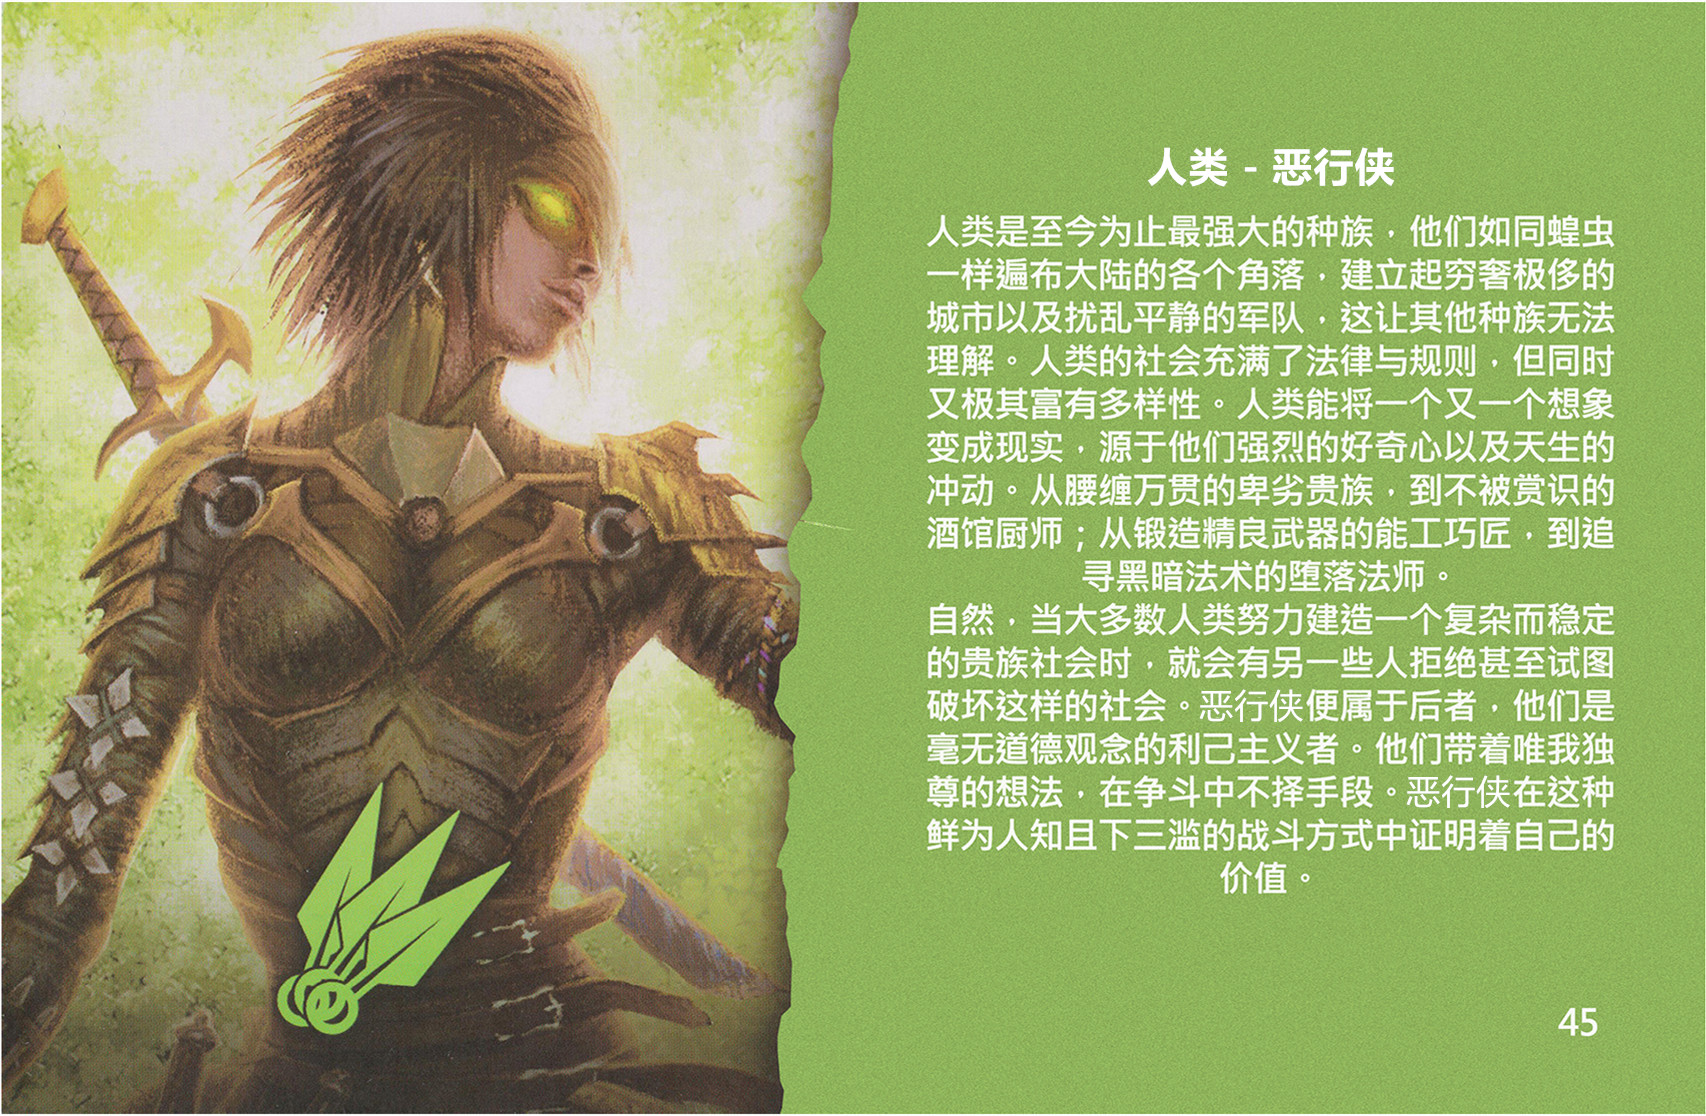 人类 - 恶行侠
人类是至今为止最强大的种族，他们如同蝗虫
一样遍布大陆的各个角落，建立起穷奢极侈的
城市以及扰乱平静的军队，这让其他种族无法
理解。人类的社会充满了法律与规则，但同时
又极其富有多样性。人类能将一个又一个想象
变成现实，源于他们强烈的好奇心以及天生的
冲动。从腰缠万贯的卑劣贵族，到不被赏识的
酒馆厨师；从锻造精良武器的能工巧匠，到追
寻黑暗法术的堕落法师。
自然，当大多数人类努力建造一个复杂而稳定
的贵族社会时，就会有另一些人拒绝甚至试图
破坏这样的社会。恶行侠便属于后者，他们是
毫无道德观念的利己主义者。他们带着唯我独
尊的想法，在争斗中不择手段。恶行侠在这种
鲜为人知且下三滥的战斗方式中证明着自己的
价值。
45